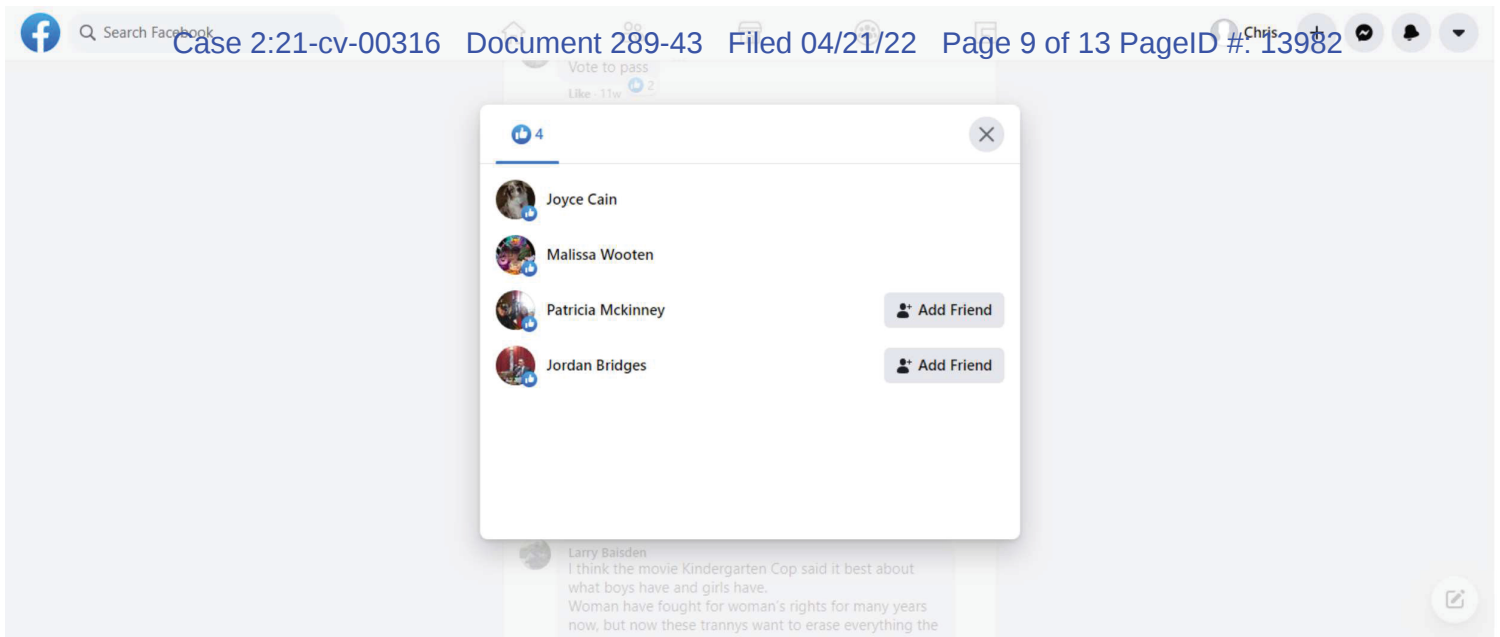 Search Facebook
Chris
Case 2:21-cv-00316 Document 289-43 Filed 04/21/22 Page 9 of 13 PageID #: 13982
Vote to pass
Like · 11w 2
4
Joyce Cain
Malissa Wooten
Patricia Mckinney
Add Friend
Jordan Bridges
Add Friend
Larry Baisden
I think the movie Kindergarten Cop said it best about
what boys have and girls have.
Woman have fought for woman's rights for many years
now, but now these trannys want to erase everything the